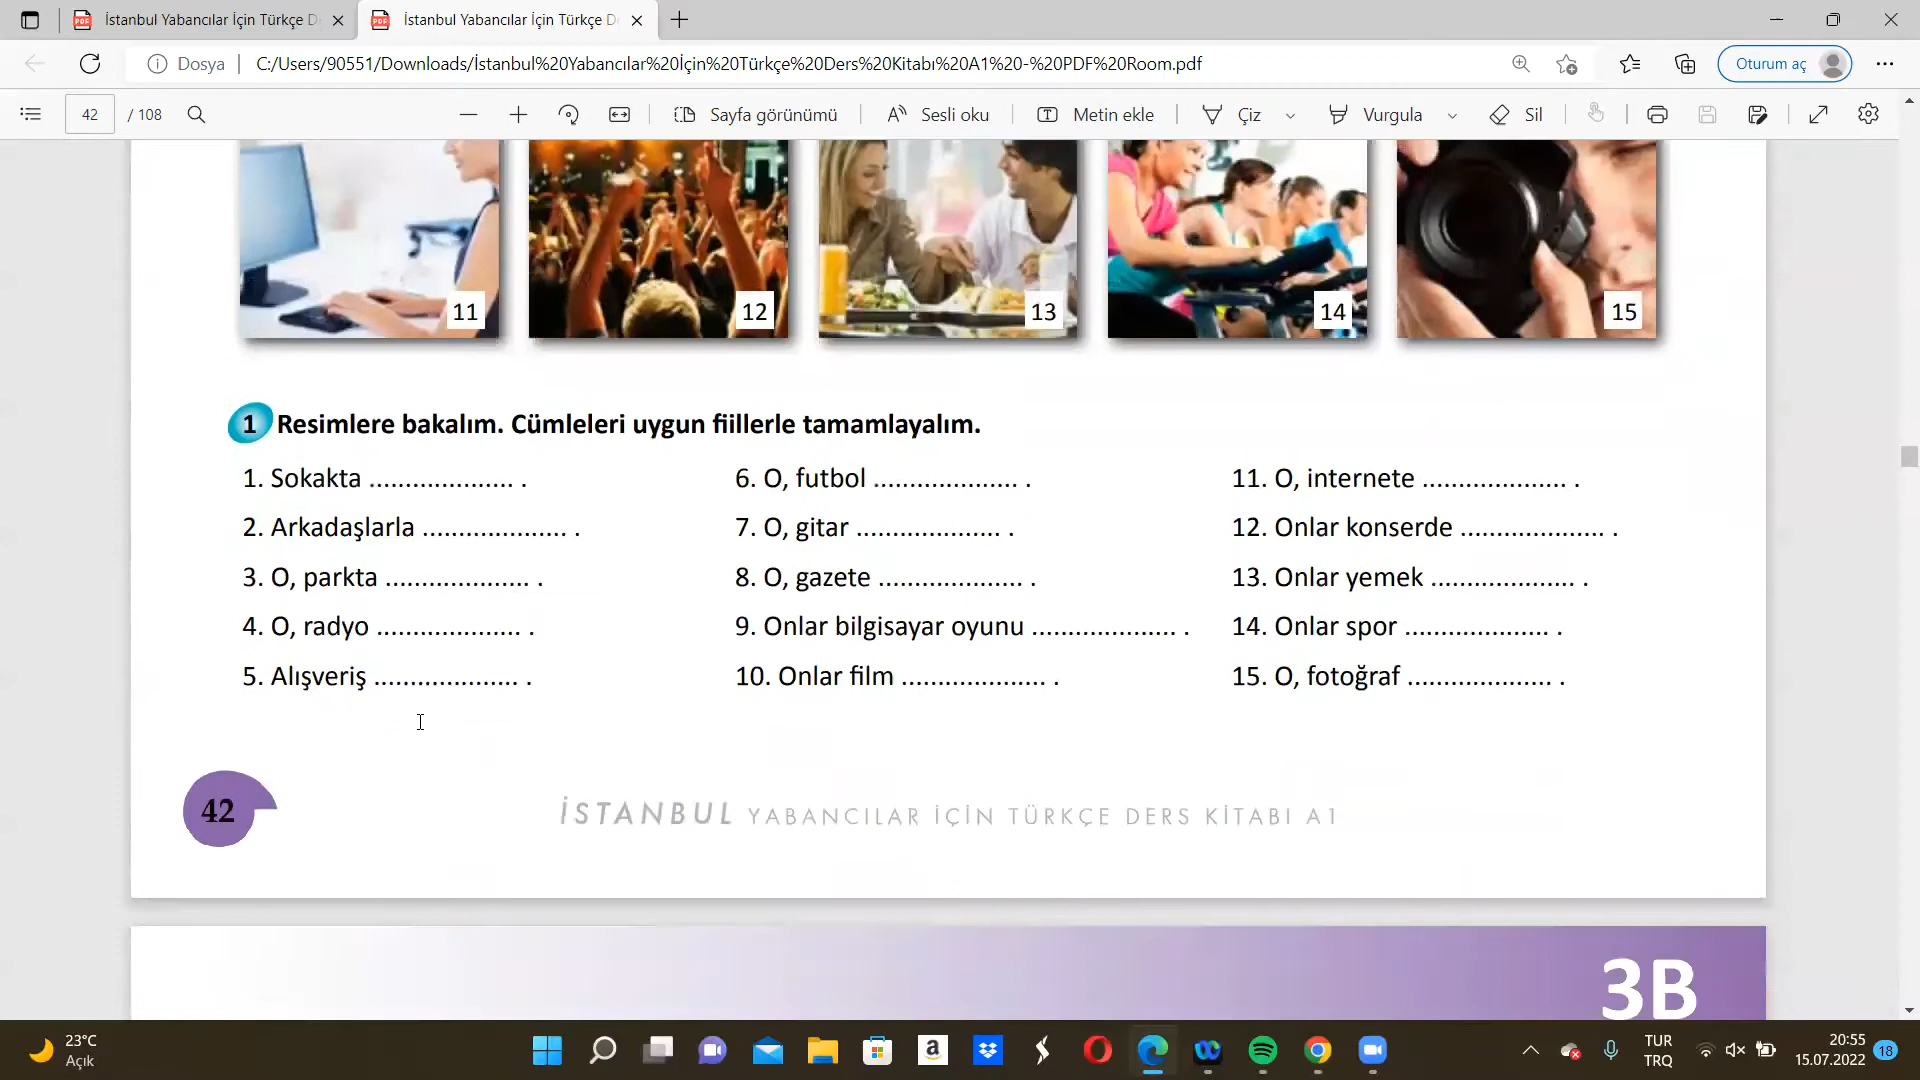 İstanbul Yabancılar İçin Türkçe D
İstanbul Yabancılar İçin Türkçe D
Dosya
C:/Users/90551/Downloads/İstanbul%20Yabancılar%20İçin%20Türkçe%20Ders%20Kitabı%20A1%20-%20PDF%20Room.pdf
Oturum aç
42 / 108
Sayfa görünümü
Sesli oku
Metin ekle
Çiz
Vurgula
Sil
11
12
13
14
15
1 Resimlere bakalım. Cümleleri uygun fiillerle tamamlayalım.
1. Sokakta .................... .
2. Arkadaşlarla .................... .
3. O, parkta .................... .
4. O, radyo .................... .
5. Alışveriş .................... .
6. O, futbol .................... .
7. O, gitar .................... .
8. O, gazete .................... .
9. Onlar bilgisayar oyunu .................... .
10. Onlar film .................... .
11. O, internete .................... .
12. Onlar konserde .................... .
13. Onlar yemek .................... .
14. Onlar spor .................... .
15. O, fotoğraf .................... .
42
İSTANBUL YABANCILAR İÇİN TÜRKÇE DERS KİTABI A1
3B
23°C
Açık
TUR
TRQ
20:55
15.07.2022
18